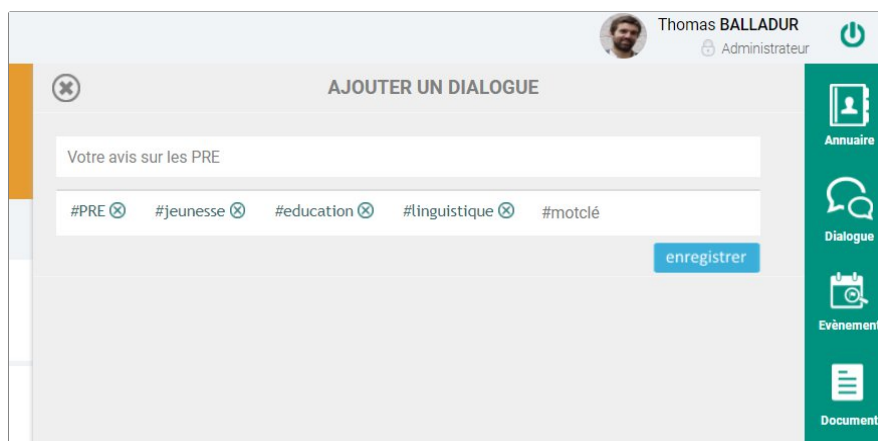 Thomas BALLADUR
Administrateur
AJOUTER UN DIALOGUE
Votre avis sur les PRE
#PRE #jeunesse #education #linguistique #motclé
enregistrer
Annuaire
Dialogue
Evènement
Document